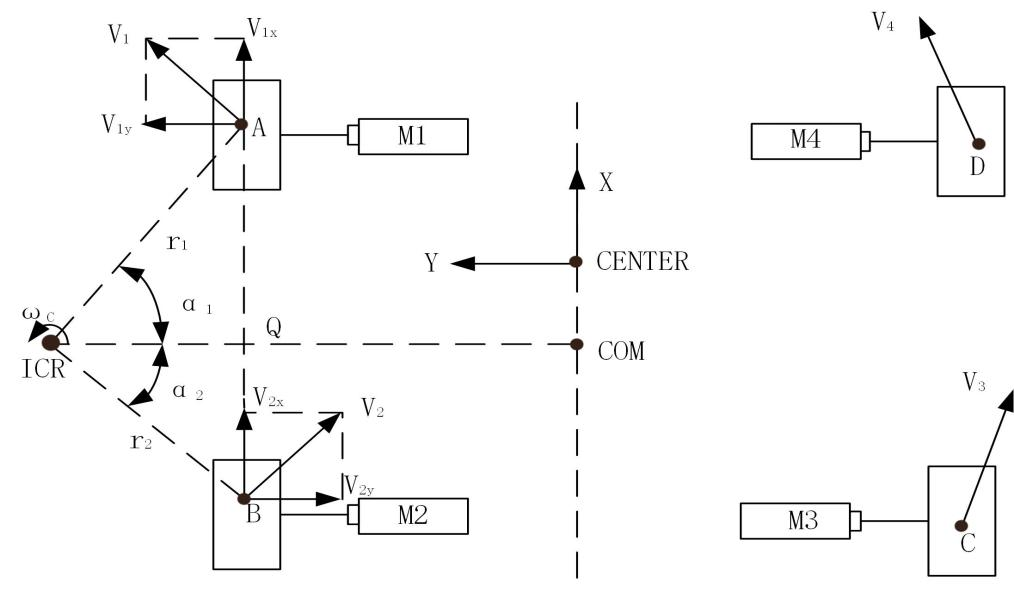 V1
V1x
V4
V1y
A
M1
M4
D
X
r1
Y
CENTER
α1
ωC
Q
ICR
COM
α2
V2x
V2
V3
r2
V2y
B
M2
M3
C